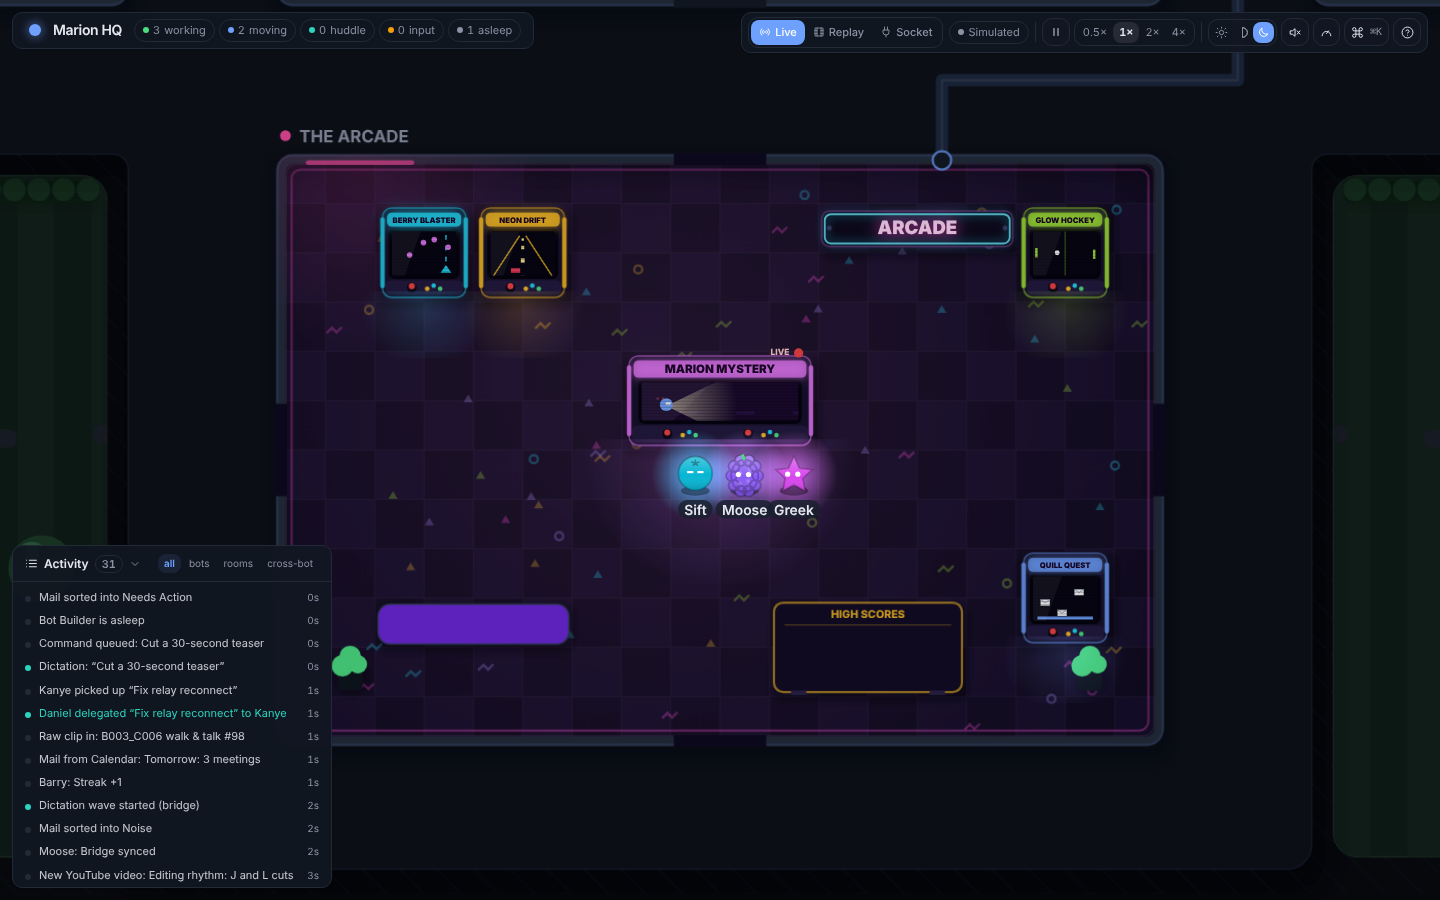 Marion HQ
3 working
2 moving
0 huddle
0 input
1 asleep
Live
Replay
Socket
Simulated
0.5×
1×
2×
4×
⌘K
THE ARCADE
BERRY BLASTER
NEON DRIFT
ARCADE
GLOW HOCKEY
LIVE
MARION MYSTERY
Sift
Moose
Greek
QUILL QUEST
HIGH SCORES
Activity
31
all
bots
rooms
cross-bot
Mail sorted into Needs Action 0s
Bot Builder is asleep 0s
Command queued: Cut a 30-second teaser 0s
Dictation: “Cut a 30-second teaser” 0s
Kanye picked up “Fix relay reconnect” 1s
Daniel delegated “Fix relay reconnect” to Kanye 1s
Raw clip in: B003_C006 walk & talk #98 1s
Mail from Calendar: Tomorrow: 3 meetings 1s
Barry: Streak +1 1s
Dictation wave started (bridge) 2s
Mail sorted into Noise 2s
Moose: Bridge synced 2s
New YouTube video: Editing rhythm: J and L cuts 3s